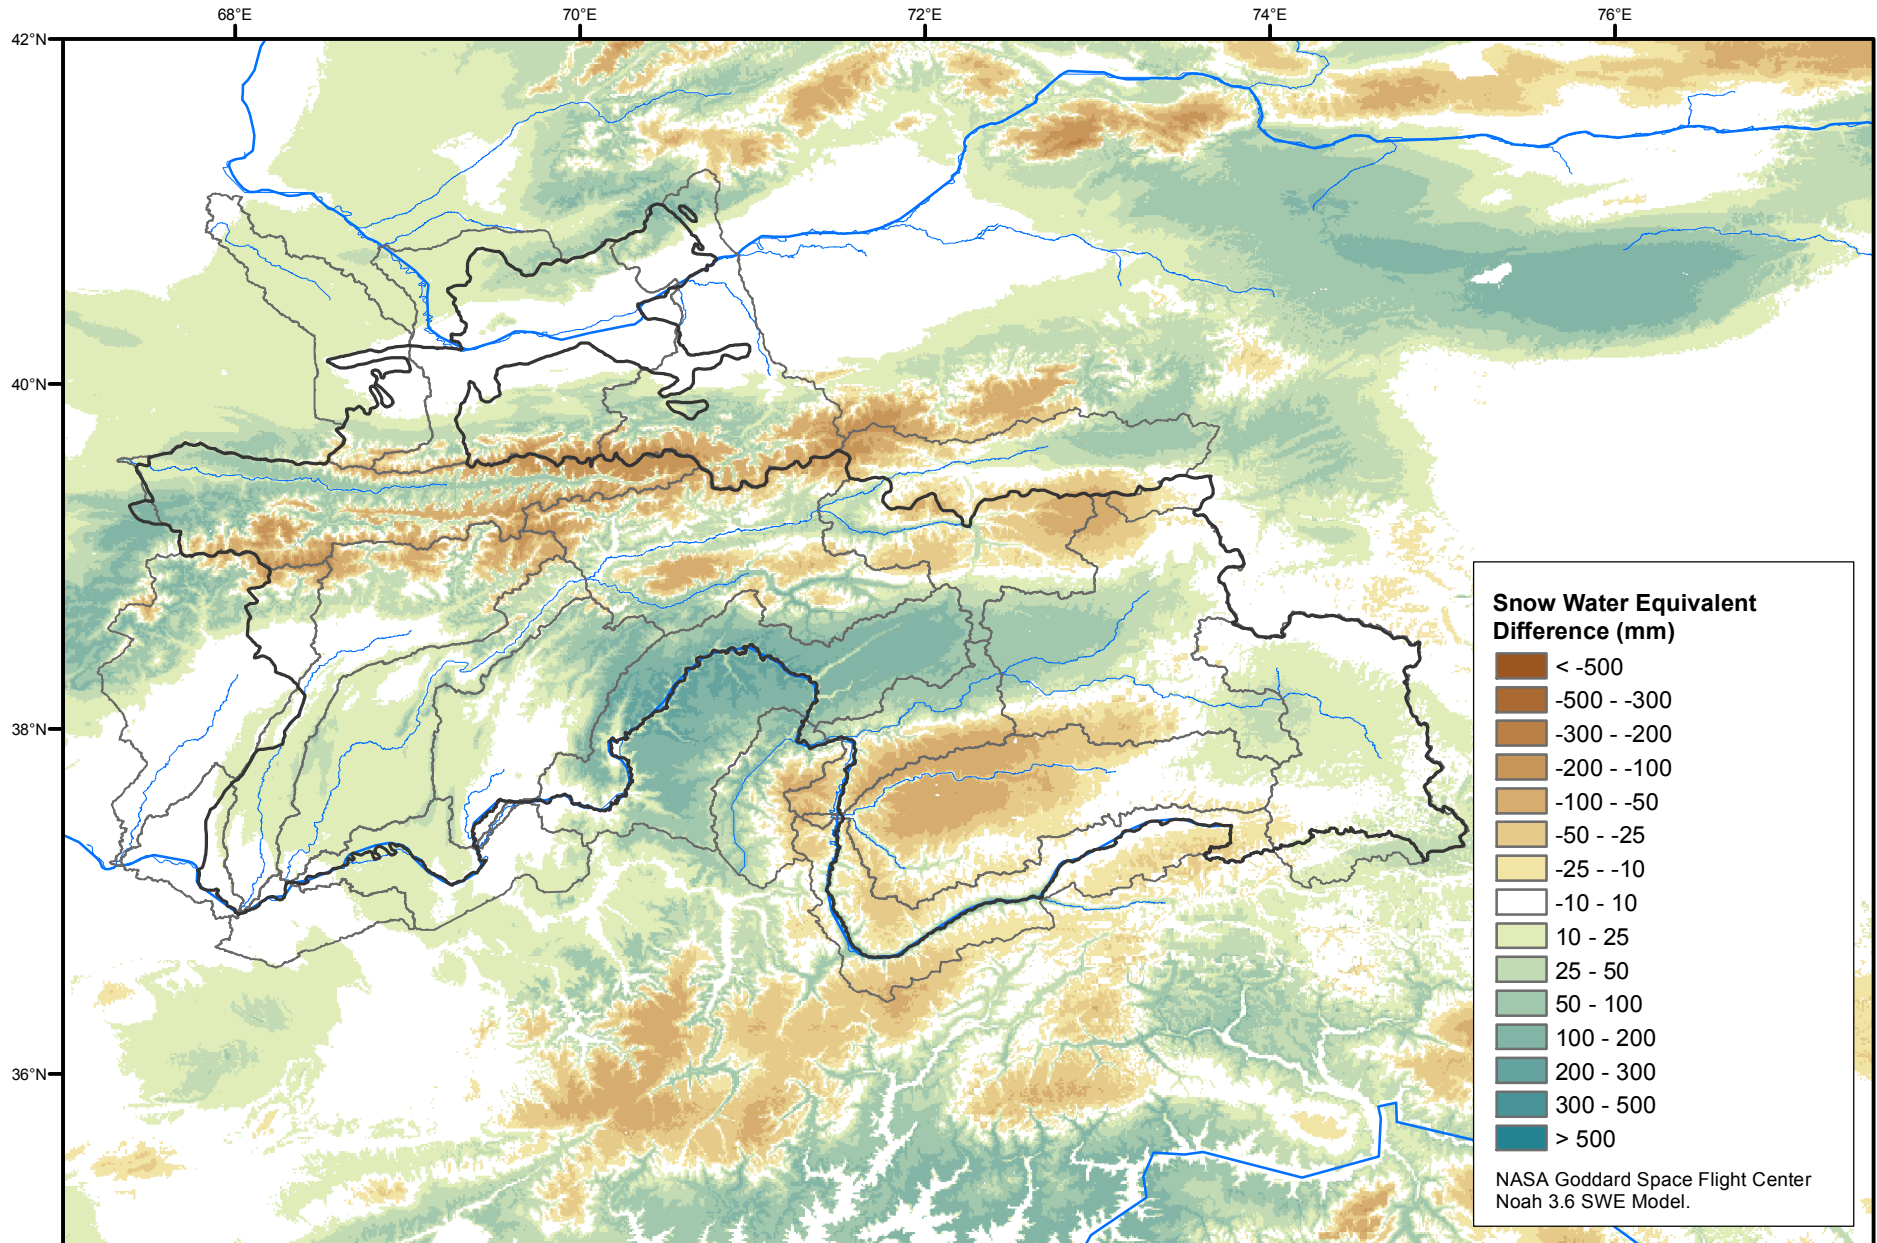 68°E
70°E
72°E
74°E
76°E
42°N
40°N
38°N
36°N
Snow Water Equivalent
Difference (mm)
< -500
-500 - -300
-300 - -200
-200 - -100
-100 - -50
-50 - -25
-25 - -10
-10 - 10
10 - 25
25 - 50
50 - 100
100 - 200
200 - 300
300 - 500
> 500
NASA Goddard Space Flight Center
Noah 3.6 SWE Model.